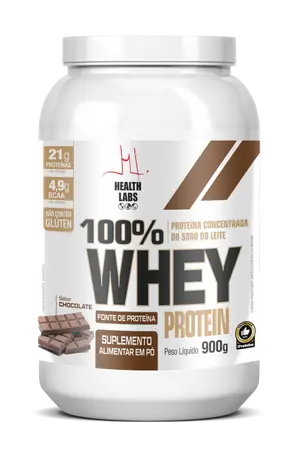 21g
PROTEÍNAS
4,9g
BCAA
NÃO CONTÉM
GLÚTEN
HEALTH
LABS
100%
PROTEÍNA CONCENTRADA
DO SORO DO LEITE
WHEY
PROTEIN
Sabor
CHOCOLATE
FONTE DE PROTEÍNA
SUPLEMENTO
ALIMENTAR EM PÓ
Peso Líquido 900g